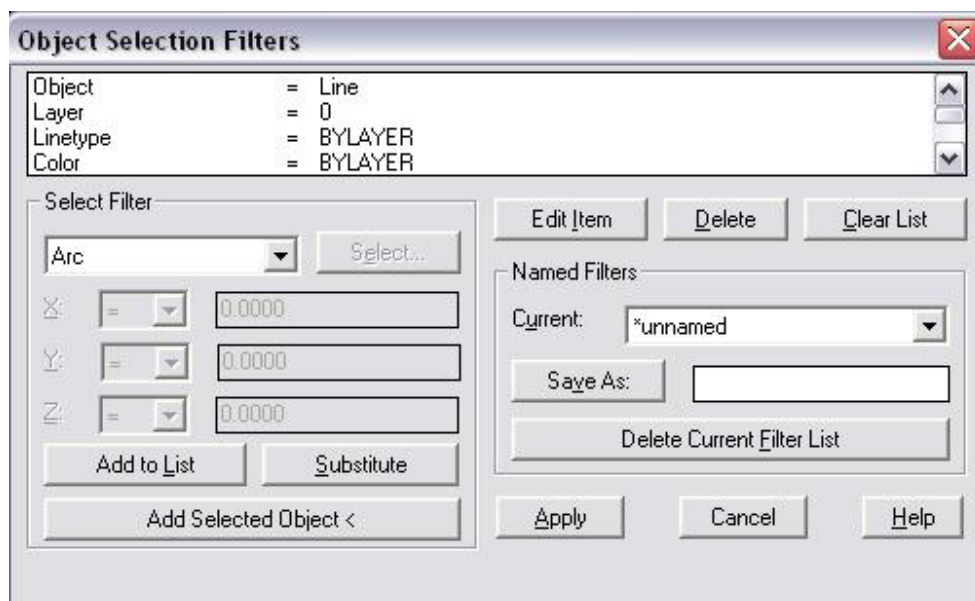 Object Selection Filters
Object = Line
Layer = 0
Linetype = BYLAYER
Color = BYLAYER
Select Filter
Arc
Select...
X: = 0.0000
Y: = 0.0000
Z: = 0.0000
Add to List
Substitute
Add Selected Object <
Edit Item
Delete
Clear List
Named Filters
Current: *unnamed
Save As:
Delete Current Filter List
Apply
Cancel
Help